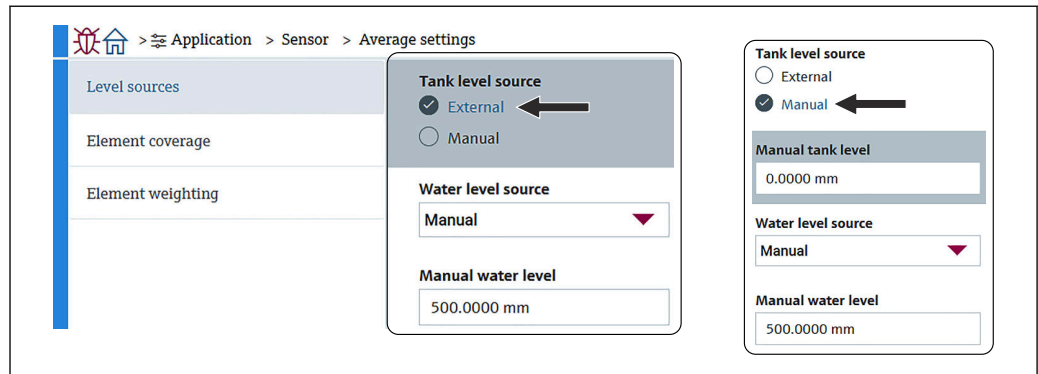 > Application > Sensor > Average settings
Level sources
Element coverage
Element weighting
Tank level source
External
Manual
Water level source
Manual
Manual water level
500.0000 mm
Tank level source
External
Manual
Manual tank level
0.0000 mm
Water level source
Manual
Manual water level
500.0000 mm